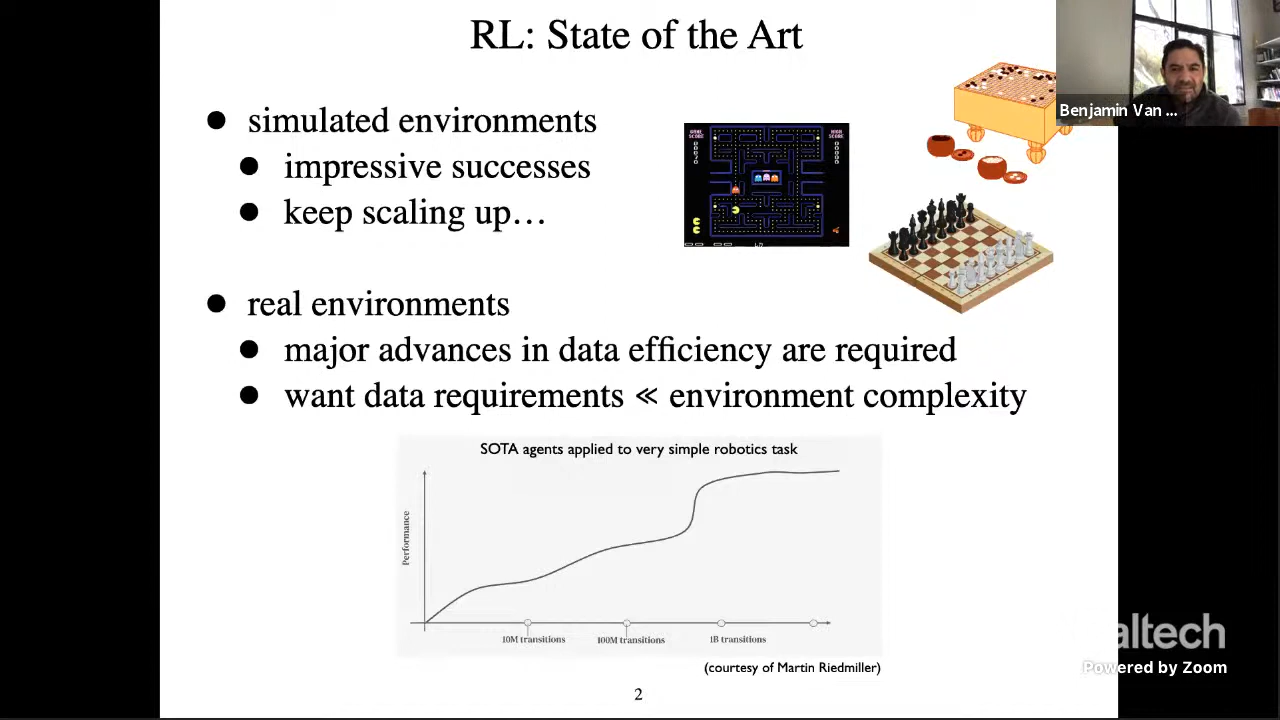 RL: State of the Art
Benjamin Van ...
simulated environments
impressive successes
keep scaling up…
real environments
major advances in data efficiency are required
want data requirements ≪ environment complexity
SOTA agents applied to very simple robotics task
Performance
10M transitions
100M transitions
1B transitions
(courtesy of Martin Riedmiller)
2
altech
Powered by Zoom